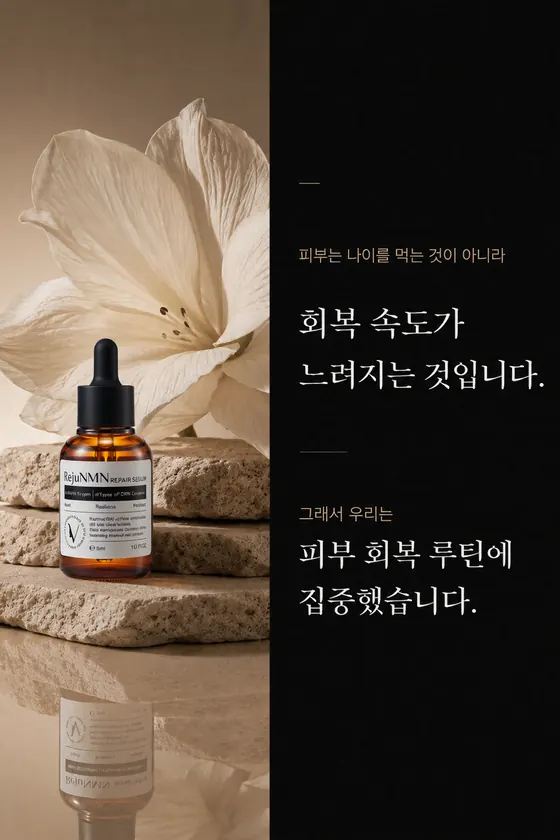 피부는 나이를 먹는 것이 아니라
회복 속도가
느려지는 것입니다.
그래서 우리는
피부 회복 루틴에
집중했습니다.
RejuNMN REPAIR SERUM